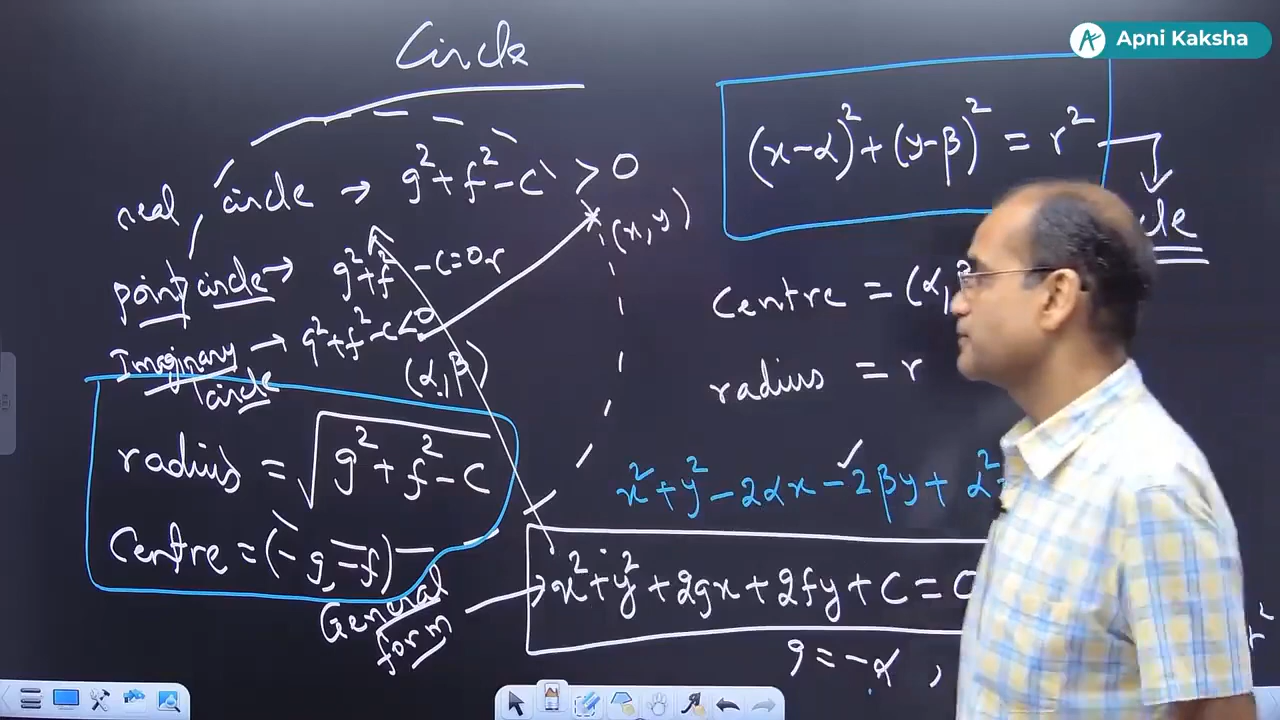 Circle
Apni Kaksha
real circle → g²+f²-c > 0
point circle → g²+f²-c=0
Imaginary circle → g²+f²-c<0
(α,β)
(x,y)
radius = √g²+f²-c
Centre = (-g,-f)
General form → x²+y²+2gx+2fy+c=0
(x-α)²+(y-β)² = r²
Centre = (α,
radius = r
x²+y²-2αx-2βy+α²
g = -α ,
r²